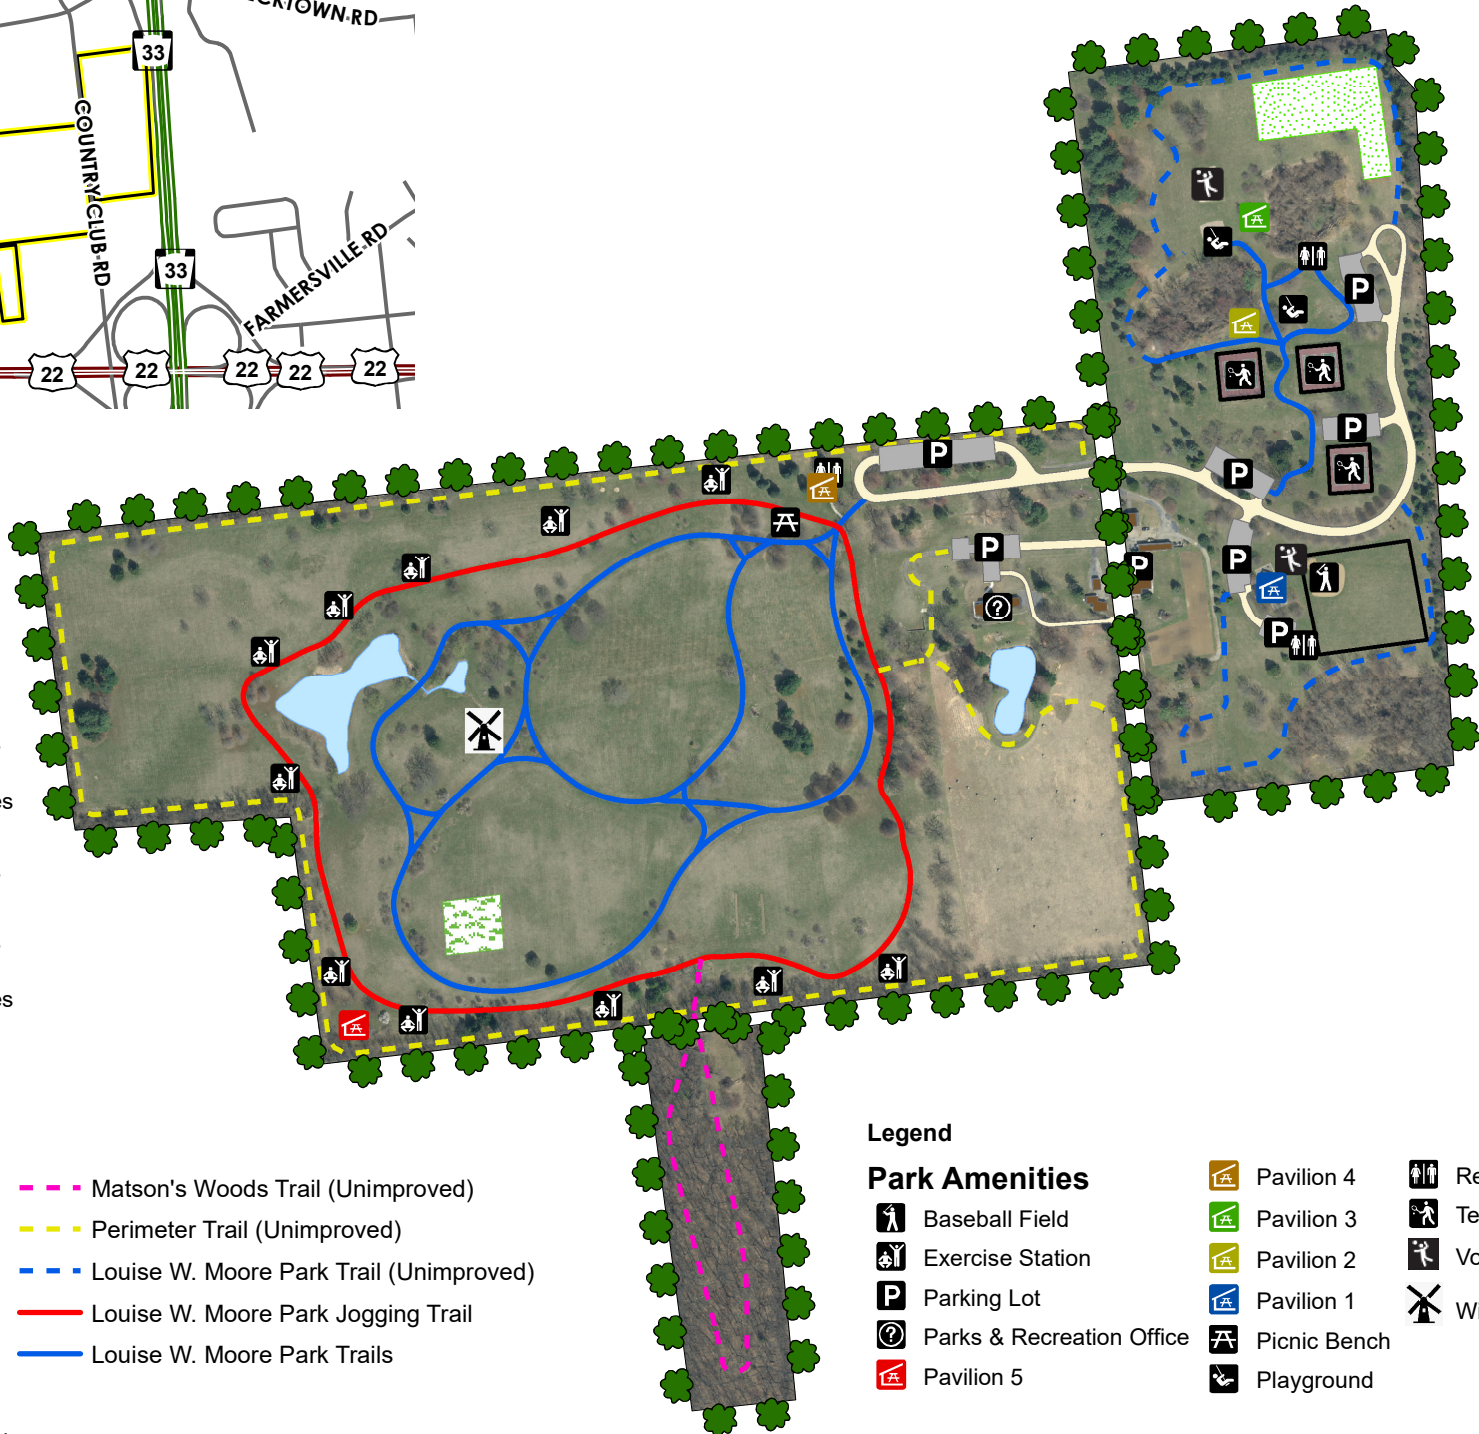 33
COUNTRY CLUB RD
33
FARMERSVILLE RD
22
22
22
22
22
P
P
P
P
P
P
P
P
?
es
es
Matson's Woods Trail (Unimproved)
Perimeter Trail (Unimproved)
Louise W. Moore Park Trail (Unimproved)
Louise W. Moore Park Jogging Trail
Louise W. Moore Park Trails
Legend
Park Amenities
Baseball Field
Exercise Station
P Parking Lot
? Parks & Recreation Office
Pavilion 5
Pavilion 4
Pavilion 3
Pavilion 2
Pavilion 1
Picnic Bench
Playground